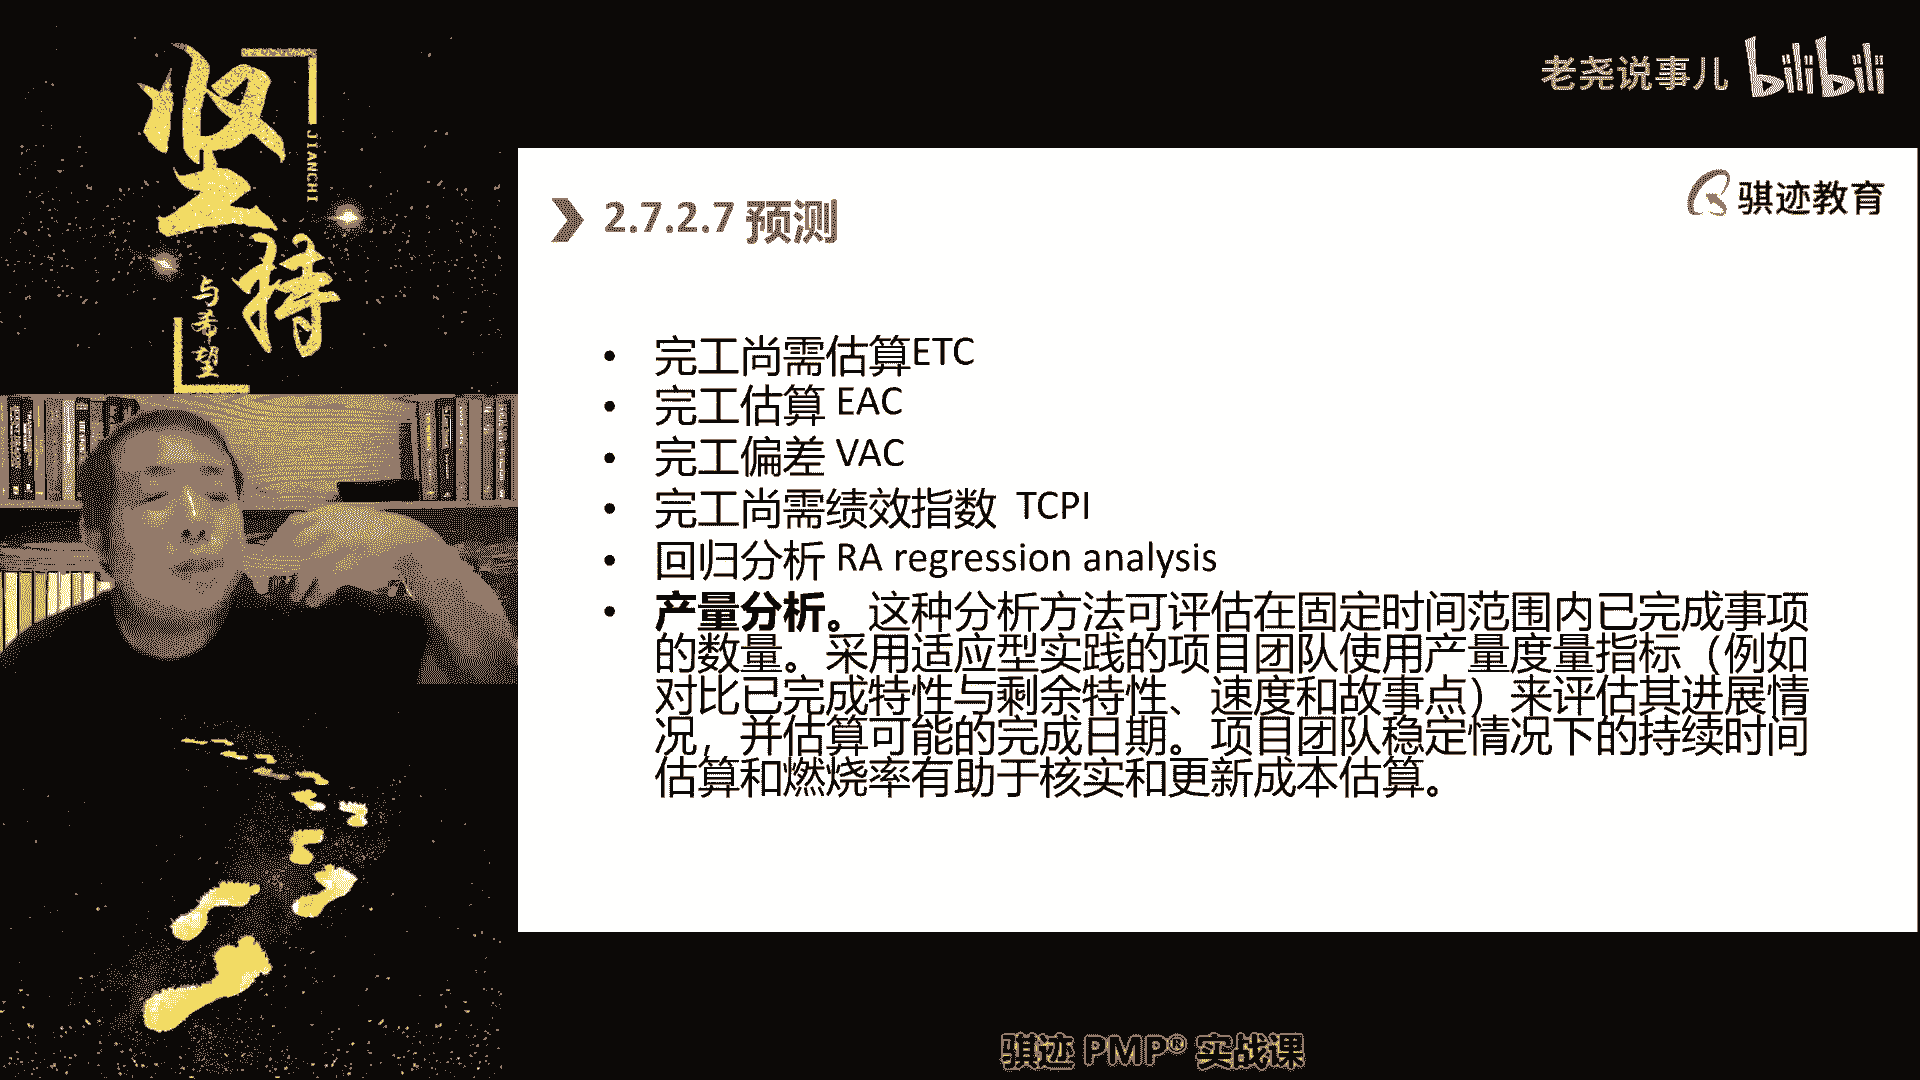 坚持
JIANCHI
与希望
老尧说事儿 bilibili
骐迹教育
2.7.2.7 预测
• 完工尚需估算ETC
• 完工估算 EAC
• 完工偏差 VAC
• 完工尚需绩效指数 TCPI
• 回归分析 RA regression analysis
• 产量分析。这种分析方法可评估在固定时间范围内已完成事项
的数量。采用适应型实践的项目团队使用产量度量指标（例如
对比已完成特性与剩余特性、速度和故事点）来评估其进展情
况，并估算可能的完成日期。项目团队稳定情况下的持续时间
估算和燃烧率有助于核实和更新成本估算。
骐迹 PMP® 实战课